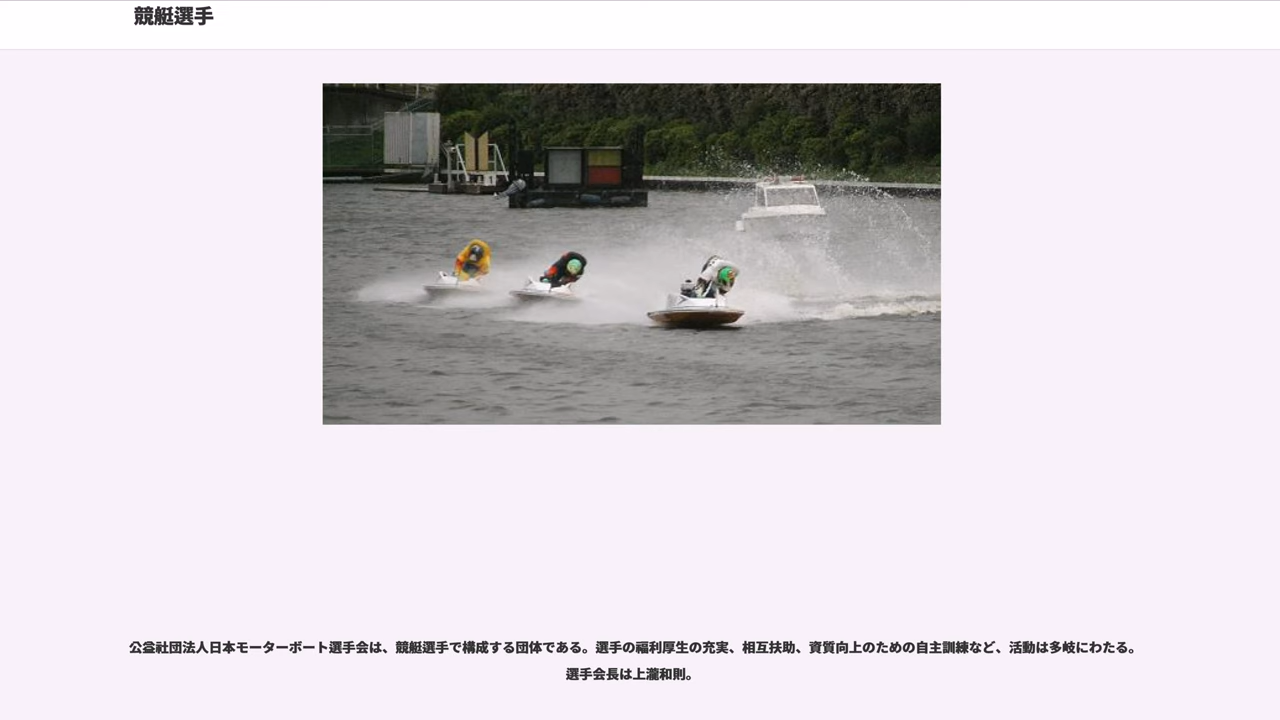 競艇選手
公益社団法人日本モーターボート選手会は、競艇選手で構成する団体である。選手の福利厚生の充実、相互扶助、資質向上のための自主訓練など、活動は多岐にわたる。
選手会長は上瀧和則。